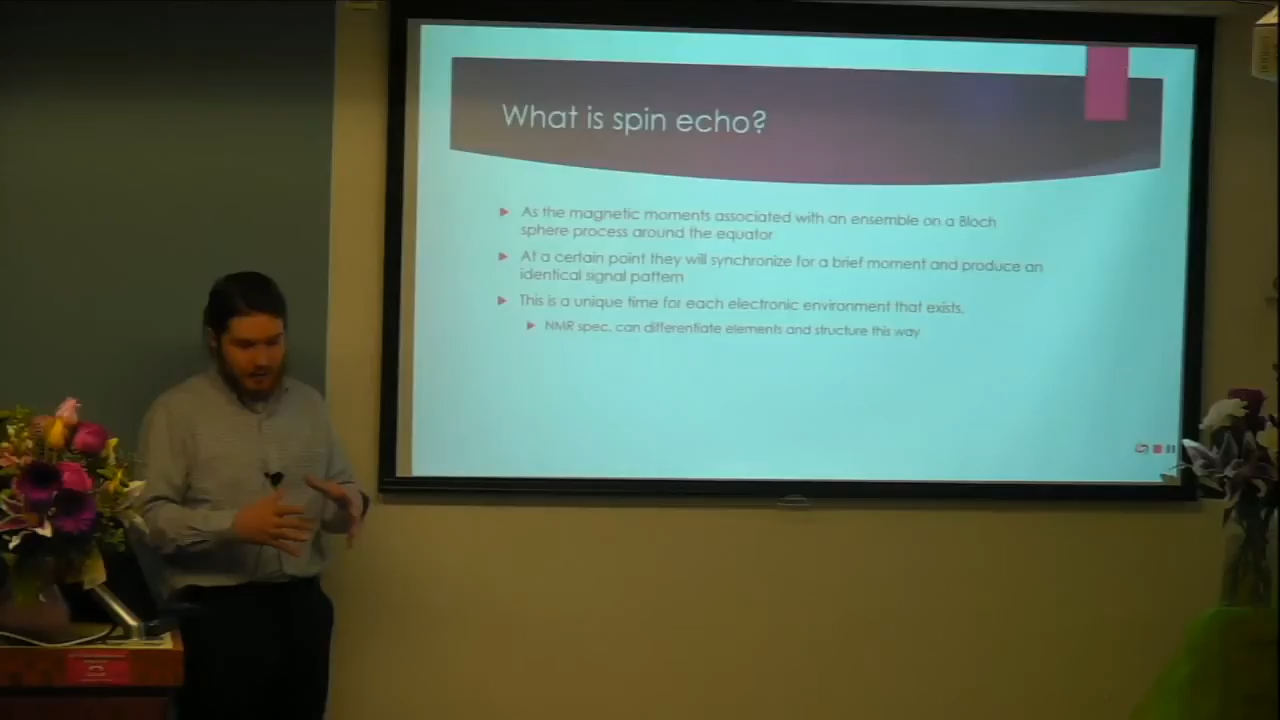 What is spin echo?
As the magnetic moments associated with an ensemble on a Bloch
sphere process around the equator
At a certain point they will synchronize for a brief moment and produce an
identical signal pattern
This is a unique time for each electronic environment that exists.
NMR spec. can differentiate elements and structure this way